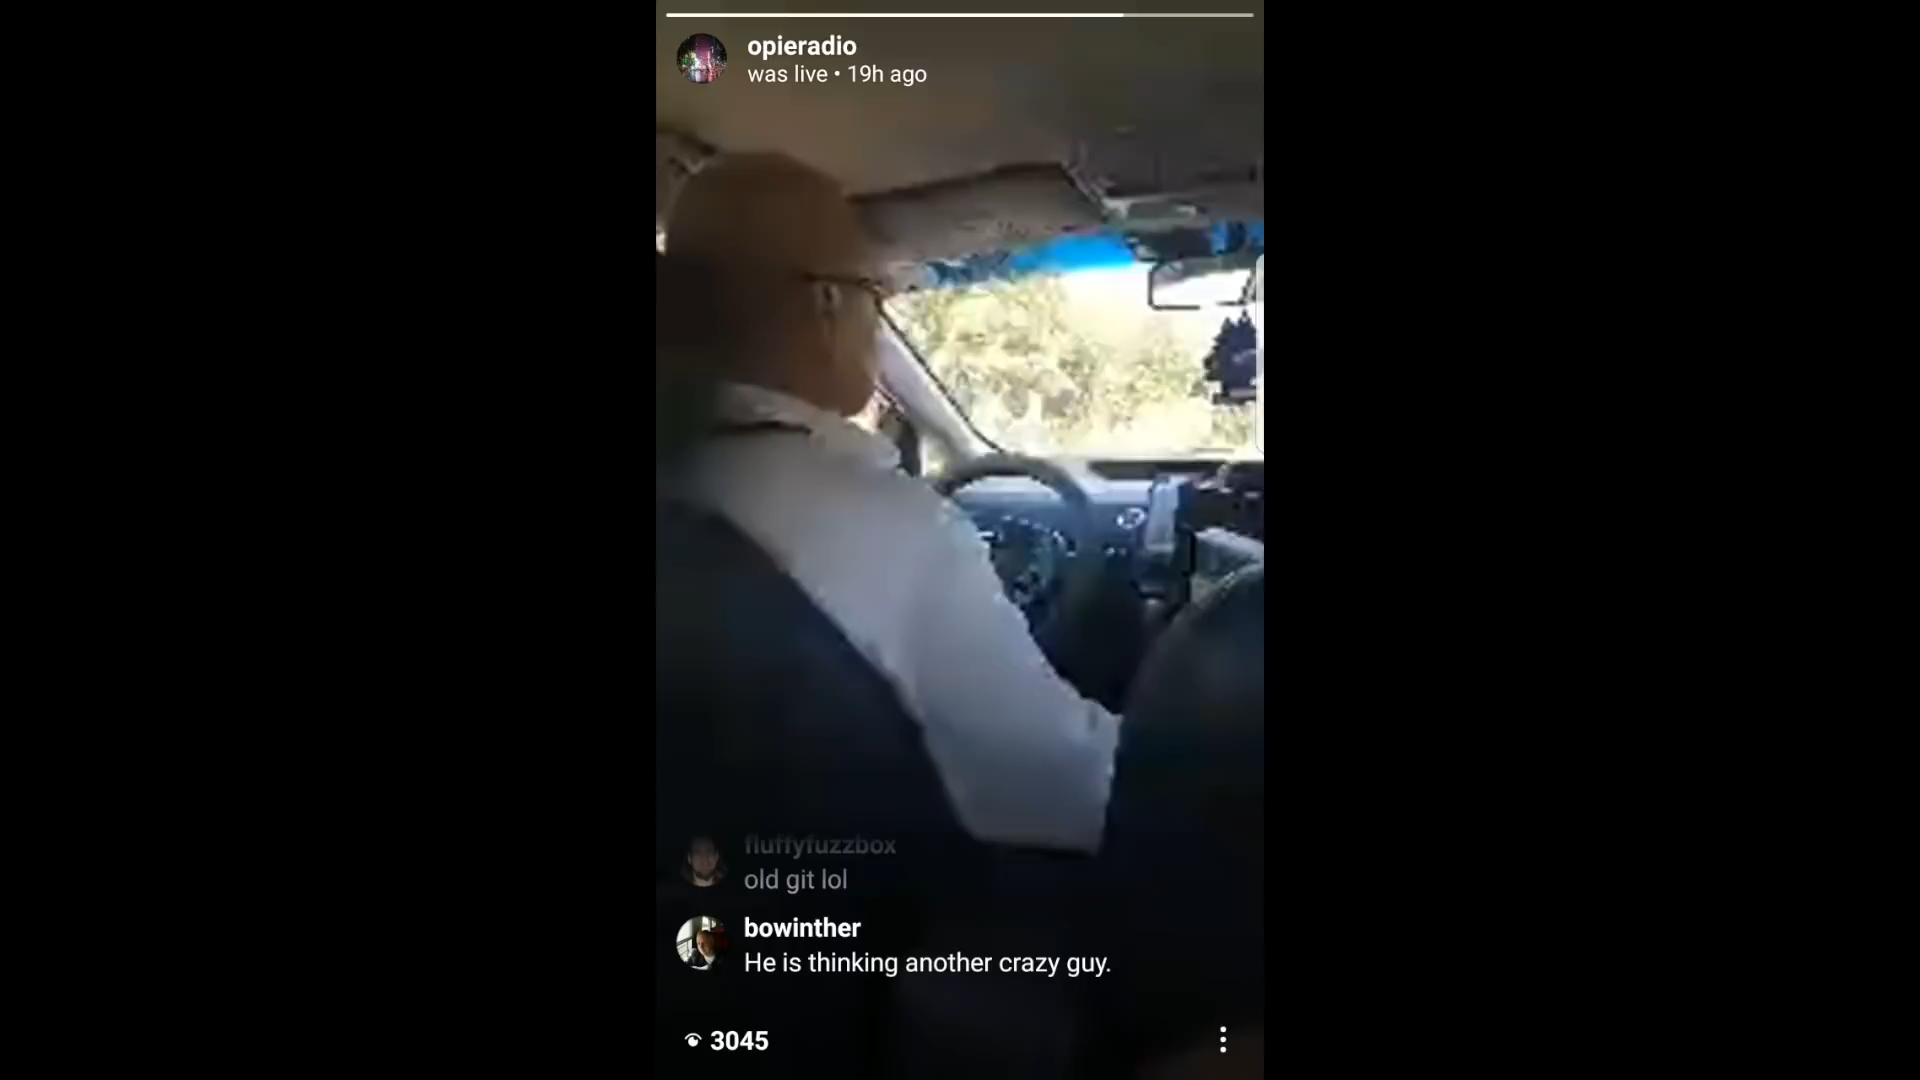 opieradio
was live • 19h ago
fluffyfuzzbox
old git lol
bowinther
He is thinking another crazy guy.
3045